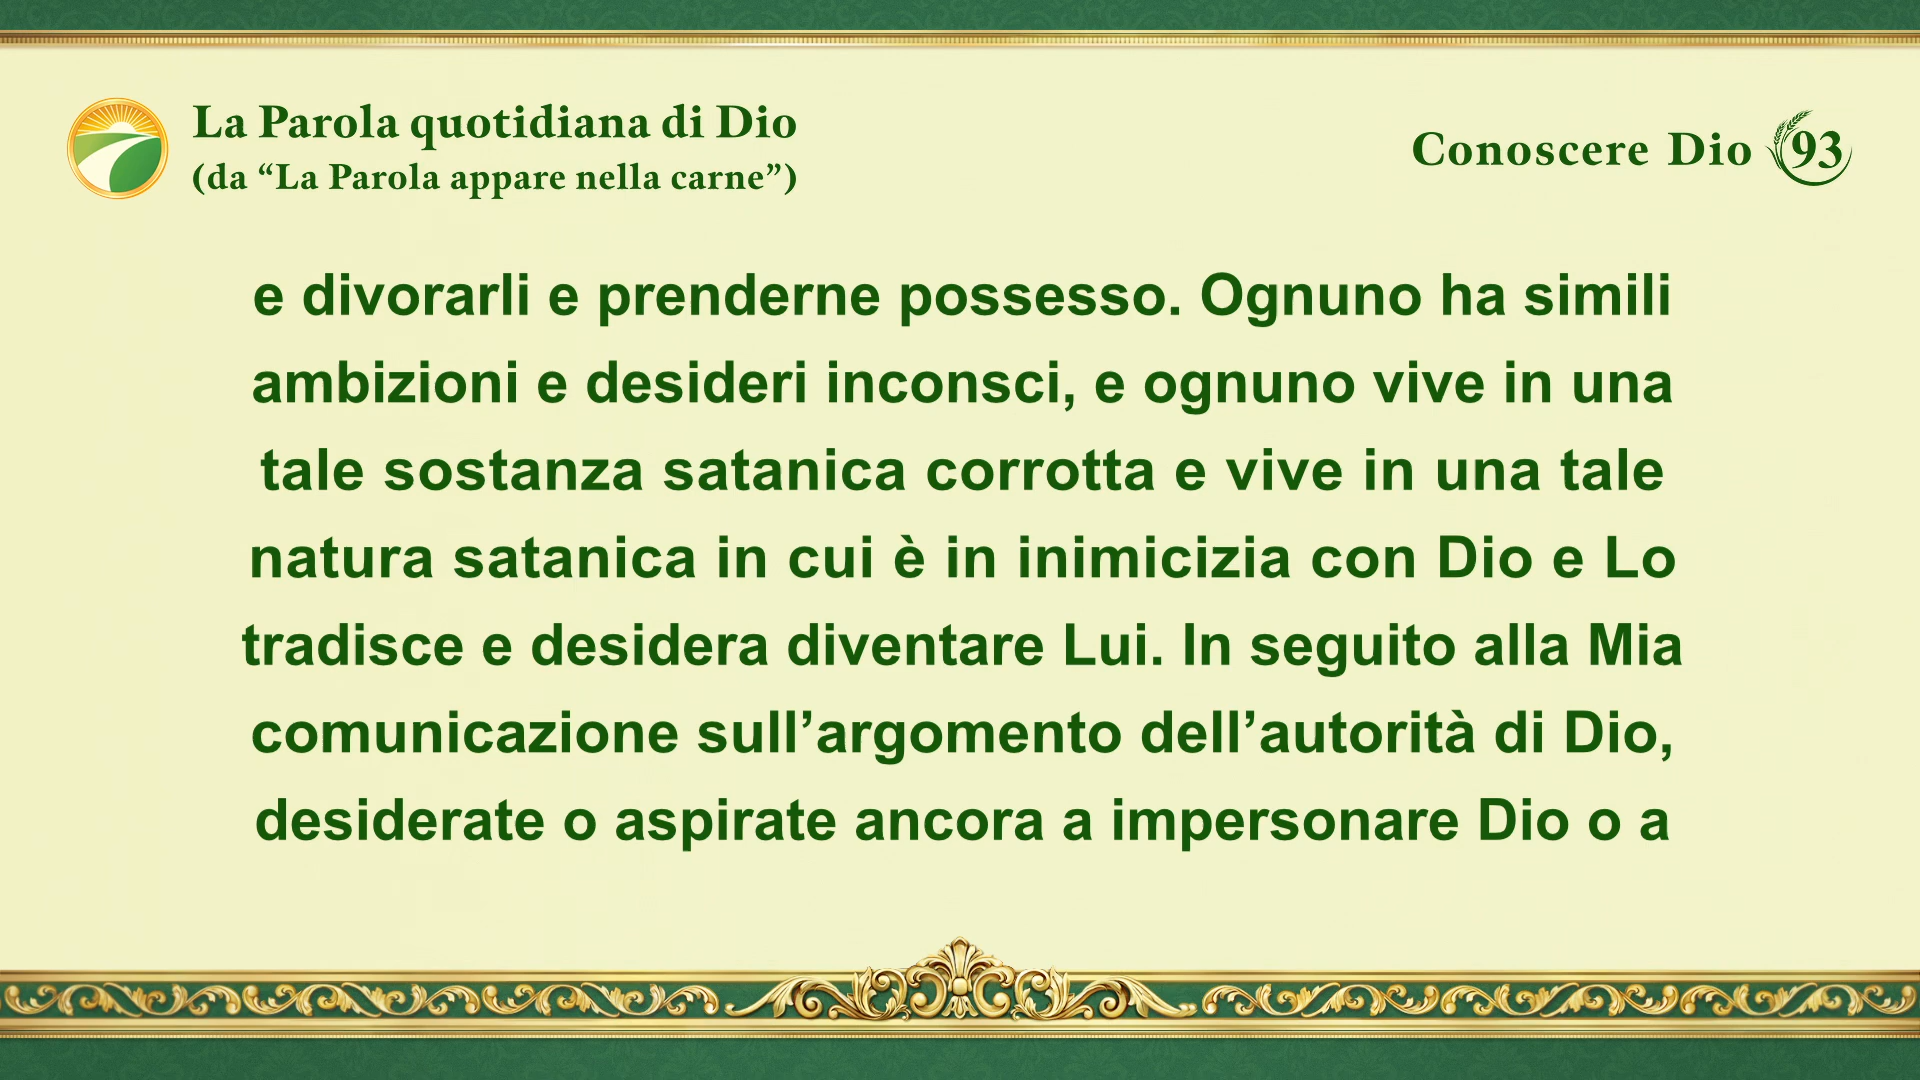 La Parola quotidiana di Dio
(da “La Parola appare nella carne”)
Conoscere Dio 93
e divorarli e prenderne possesso. Ognuno ha simili
ambizioni e desideri inconsci, e ognuno vive in una
tale sostanza satanica corrotta e vive in una tale
natura satanica in cui è in inimicizia con Dio e Lo
tradisce e desidera diventare Lui. In seguito alla Mia
comunicazione sull’argomento dell’autorità di Dio,
desiderate o aspirate ancora a impersonare Dio o a